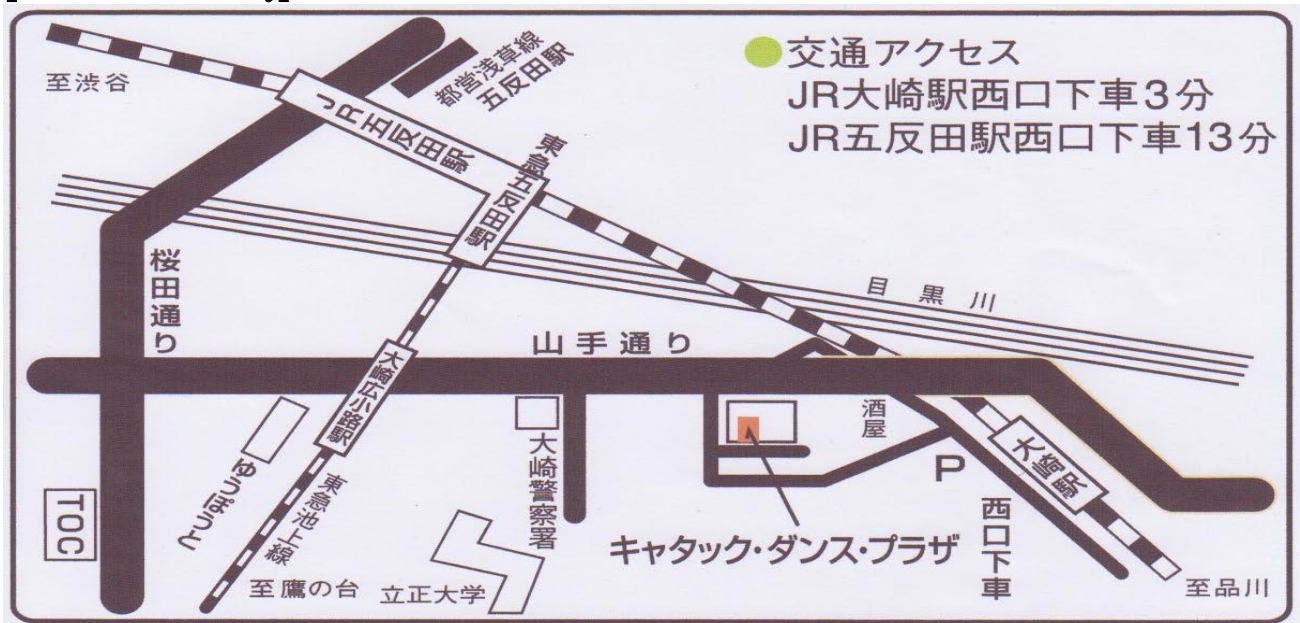 交通アクセス
JR大崎駅西口下車3分
JR五反田駅西口下車13分
至渋谷
都営浅草線
五反田駅
JR五反田駅
東急五反田駅
桜田通り
目黒川
山手通り
大崎広小路駅
酒屋
大崎駅
P
ゆうぽうと
TOC
東急池上線
大崎警察署
キャタック・ダンス・プラザ
西口下車
至鷹の台
立正大学
至品川